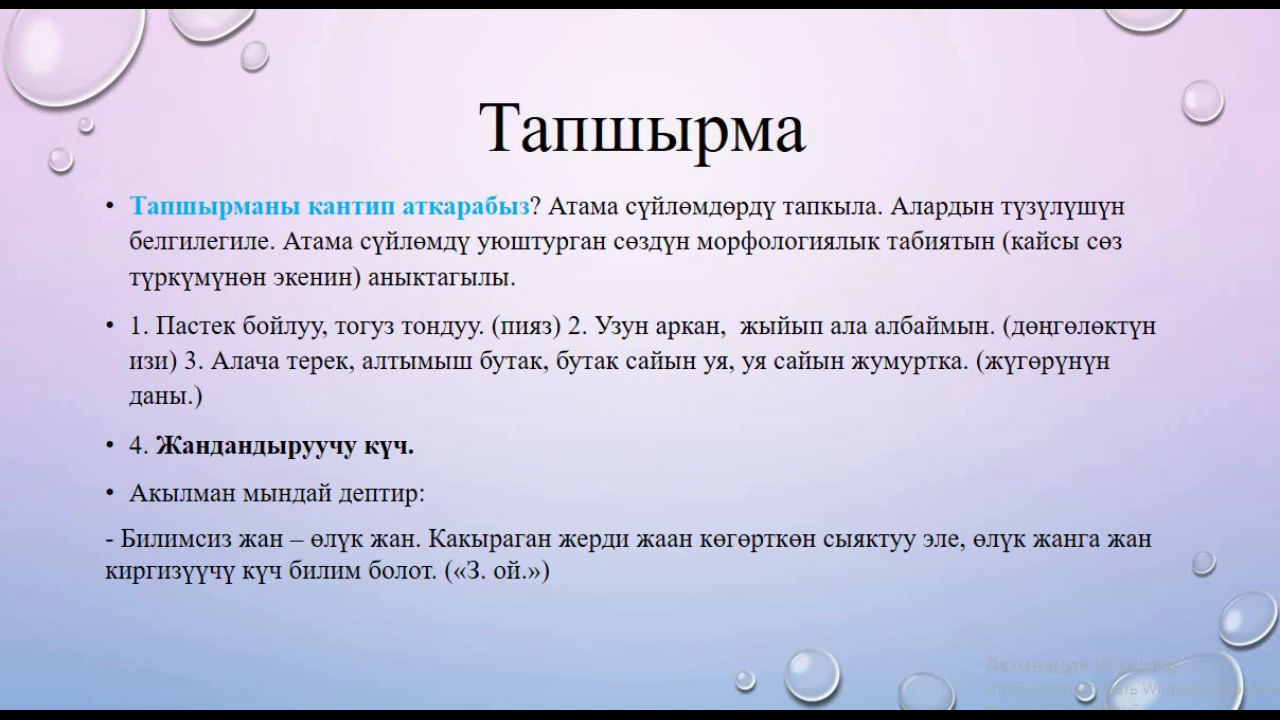 Тапшырма
• Тапшырманы кантип аткарабыз? Атама сүйлөмдөрдү тапкыла. Алардын түзүлүшүн
белгилегиле. Атама сүйлөмдү уюштурган сөздүн морфологиялык табиятын (кайсы сөз
түркүмүнөн экенин) аныктагылы.
• 1. Пастек бойлуу, тогуз тондуу. (пияз) 2. Узун аркан, жыйып ала албаймын. (дөңгөлөктүн
изи) 3. Алача терек, алтымыш бутак, бутак сайын уя, уя сайын жумуртка. (жүгөрүнүн
даны.)
• 4. Жандандыруучу күч.
• Акылман мындай дептир:
- Билимсиз жан – өлүк жан. Какыраган жерди жаан көгөрткөн сыяктуу эле, өлүк жанга жан
киргизүүчү күч билим болот. («З. ой.»)
Активация Windows